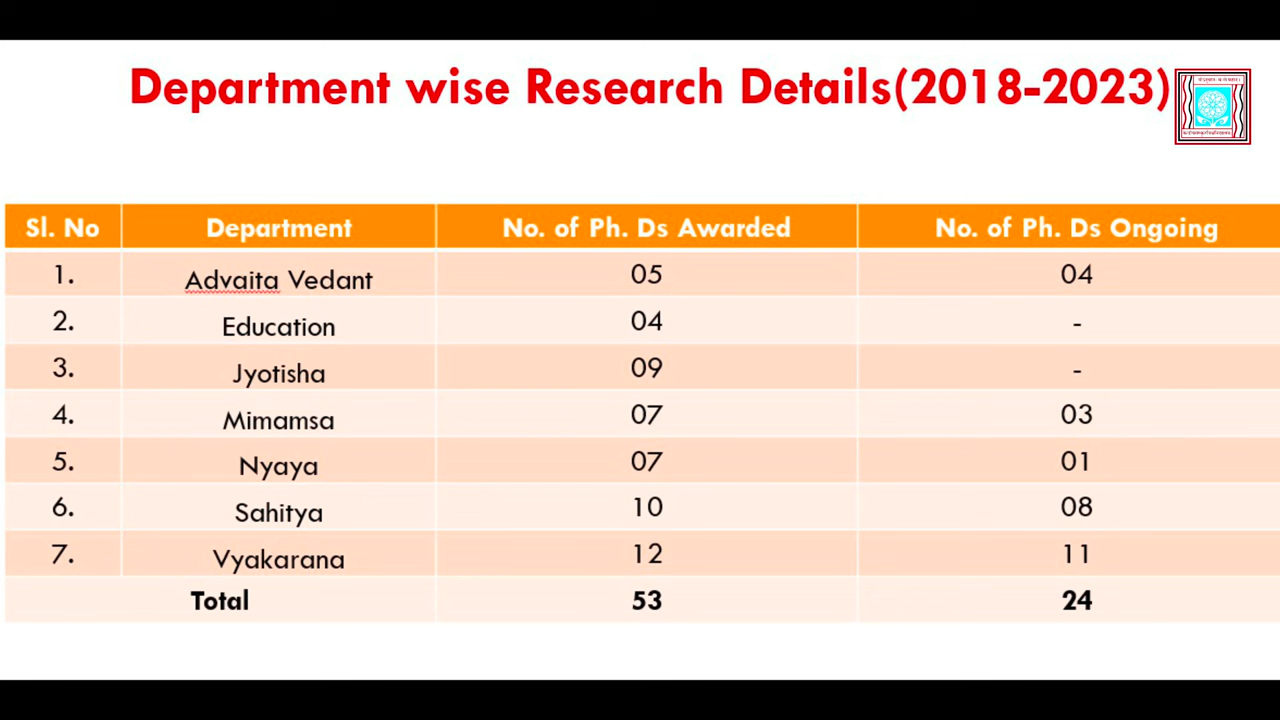 Department wise Research Details(2018-2023)
Sl. No Department No. of Ph. Ds Awarded No. of Ph. Ds Ongoing
1. Advaita Vedant 05 04
2. Education 04 -
3. Jyotisha 09 -
4. Mimamsa 07 03
5. Nyaya 07 01
6. Sahitya 10 08
7. Vyakarana 12 11
Total 53 24